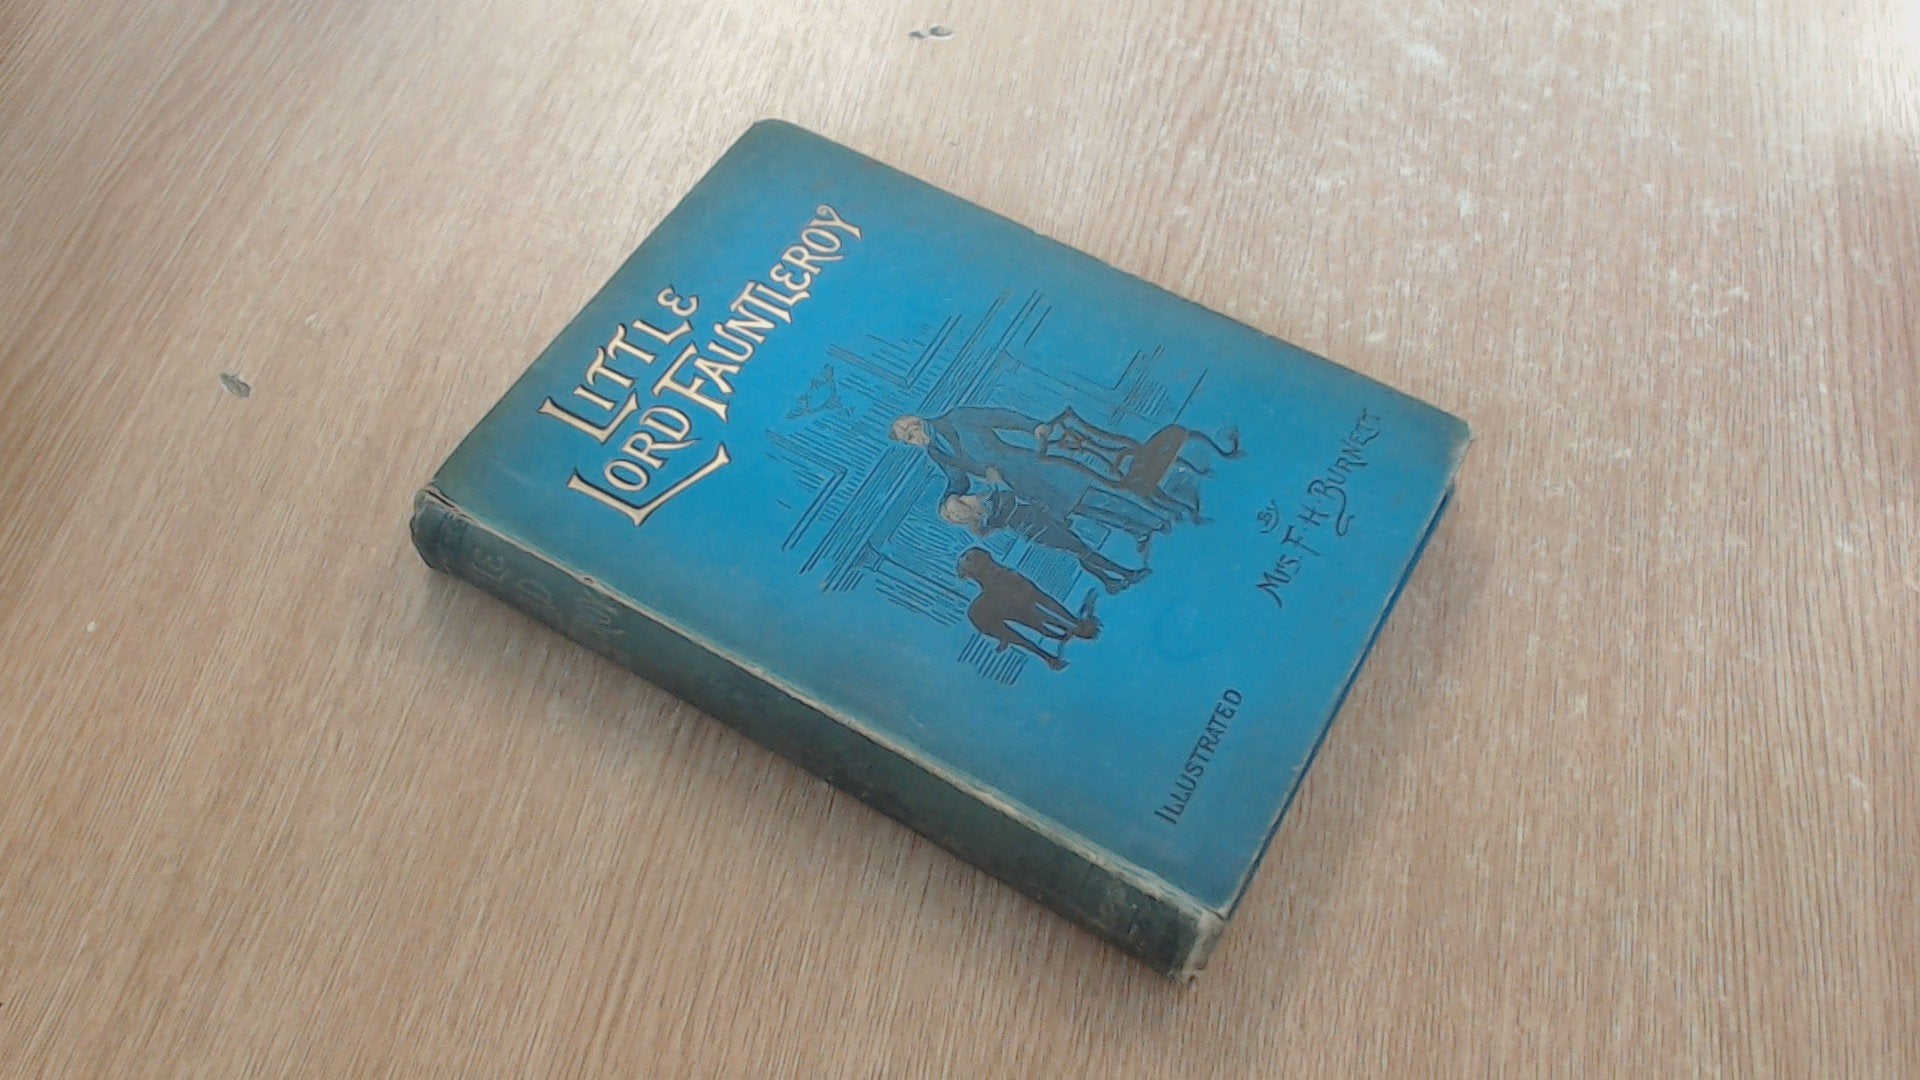 LITTLE
LORD FAUNTLEROY
BY
MRS. F. H. BURNETT
ILLUSTRATED